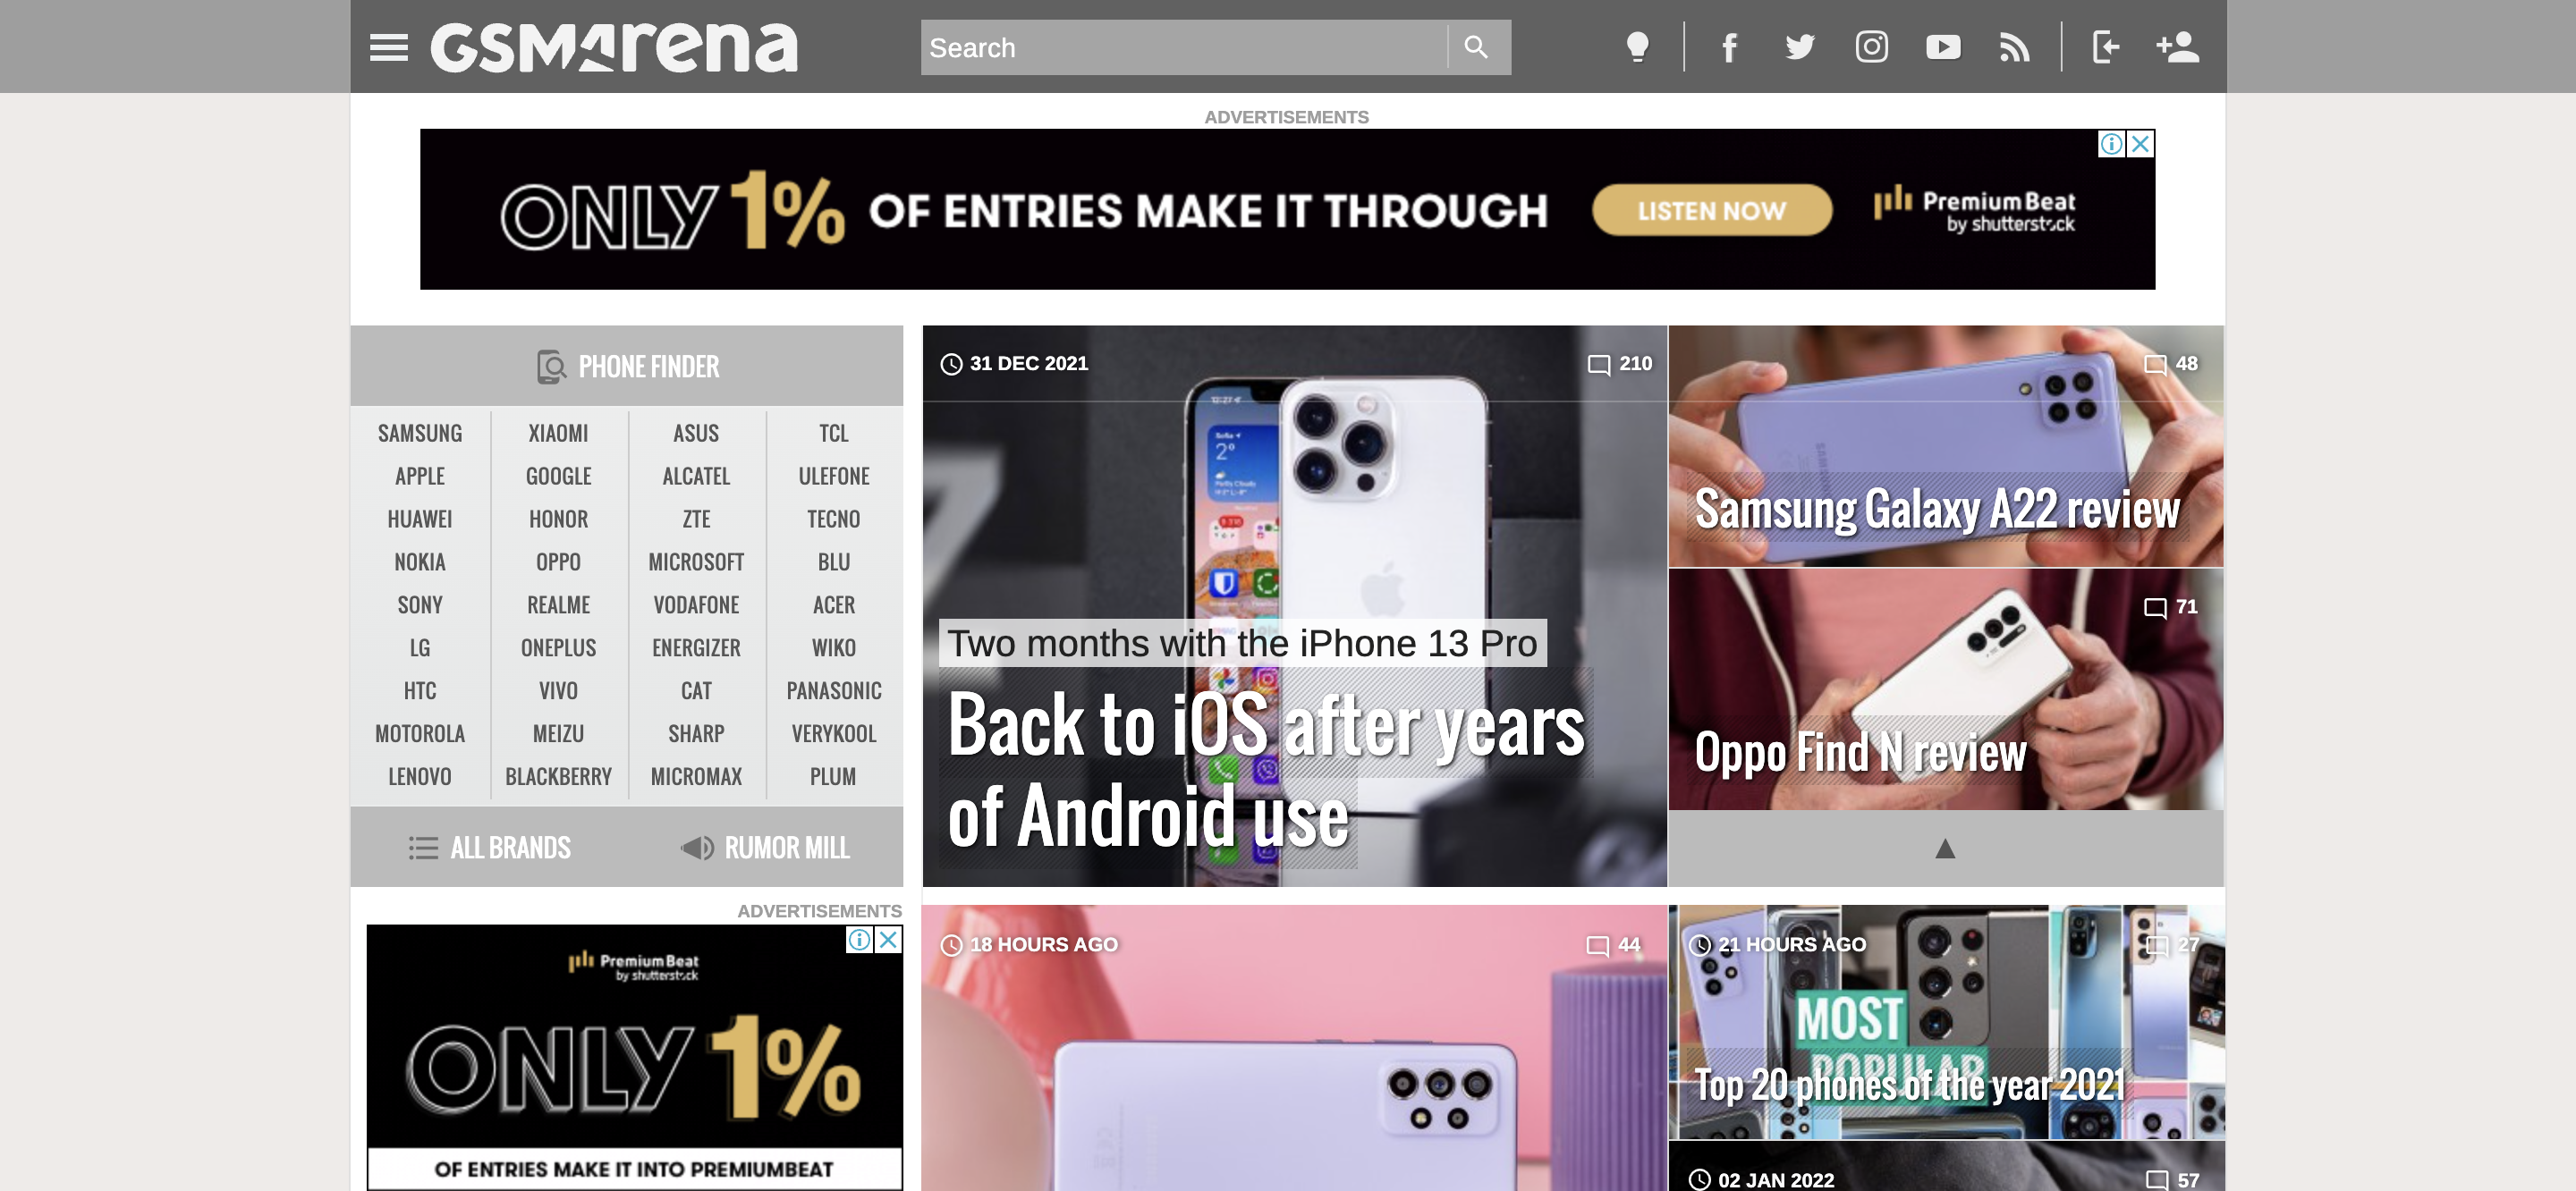 GSMArena
Search
ADVERTISEMENTS
ONLY 1% OF ENTRIES MAKE IT THROUGH
LISTEN NOW
PremiumBeat
by shutterstock
PHONE FINDER
SAMSUNG XIAOMI ASUS TCL
APPLE GOOGLE ALCATEL ULEFONE
HUAWEI HONOR ZTE TECNO
NOKIA OPPO MICROSOFT BLU
SONY REALME VODAFONE ACER
LG ONEPLUS ENERGIZER WIKO
HTC VIVO CAT PANASONIC
MOTOROLA MEIZU SHARP VERYKOOL
LENOVO BLACKBERRY MICROMAX PLUM
ALL BRANDS RUMOR MILL
31 DEC 2021 210
12:27
Sofia
2°
Two months with the iPhone 13 Pro
Back to iOS after years
of Android use
48
SAMSUNG
Samsung Galaxy A22 review
71
Oppo Find N review
▲
ADVERTISEMENTS
PremiumBeat
by shutterstock
ONLY 1%
OF ENTRIES MAKE IT INTO PREMIUMBEAT
18 HOURS AGO 44
21 HOURS AGO 27
MOST
POPULAR
Top 20 phones of the year 2021
02 JAN 2022 57